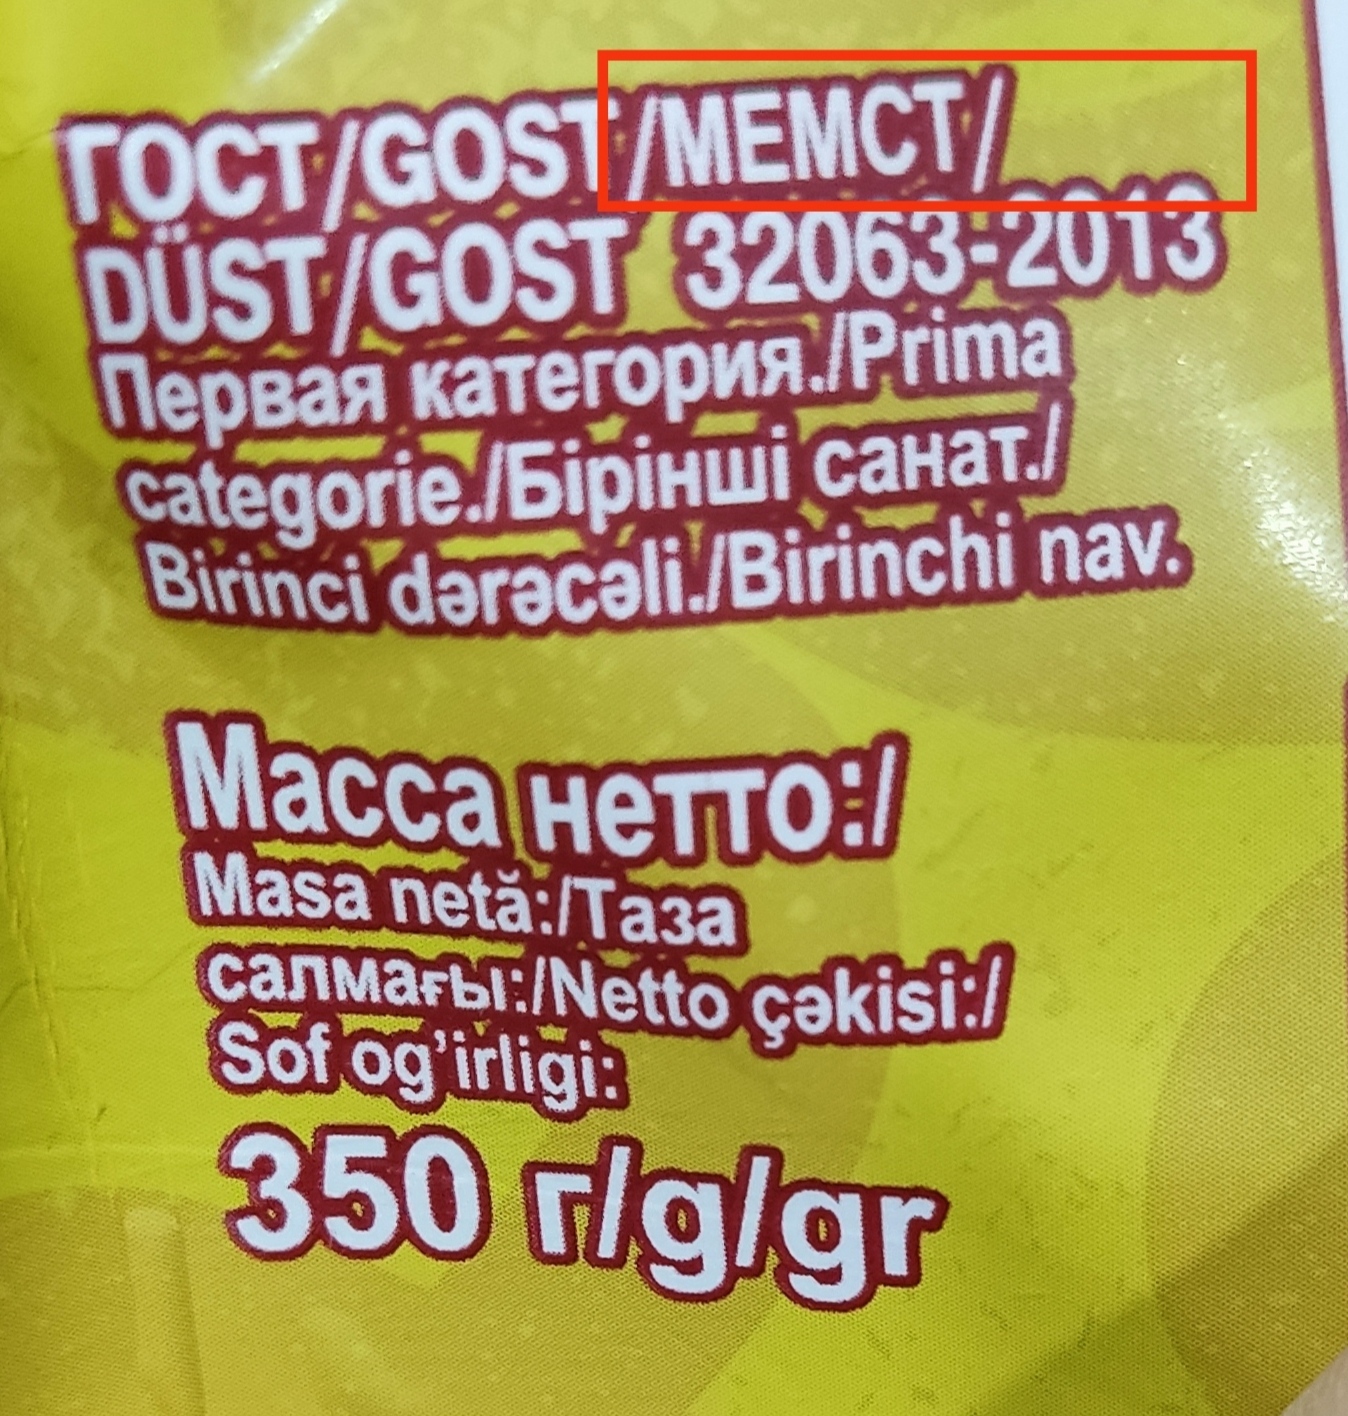 ГОСТ/GOST/МЕМСТ/
DÜST/GOST 32063-2013
Первая категория./Prima
categorie./Бірінші санат./
Birinci dərəcəli./Birinchi nav.
Масса нетто:/
Masa netă:/Таза
салмағы:/Netto çəkisi:/
Sof og’irligi:
350 г/g/gr